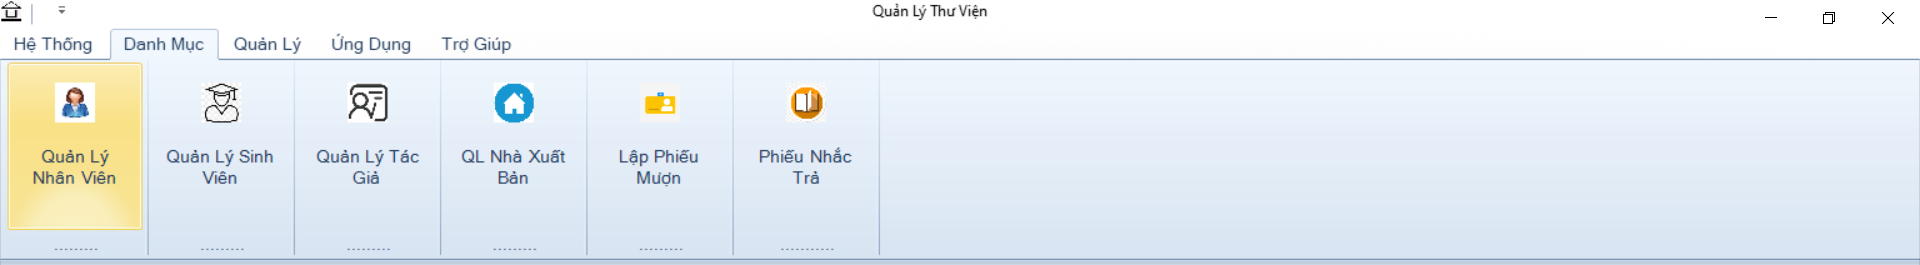 Quản Lý Thư Viện
Hệ Thống Danh Mục Quản Lý Ứng Dụng Trợ Giúp
Quản Lý
Nhân Viên
Quản Lý Sinh
Viên
Quản Lý Tác
Giả
QL Nhà Xuất
Bản
Lập Phiếu
Mượn
Phiếu Nhắc
Trả
......... ......... ......... ......... ......... ...........